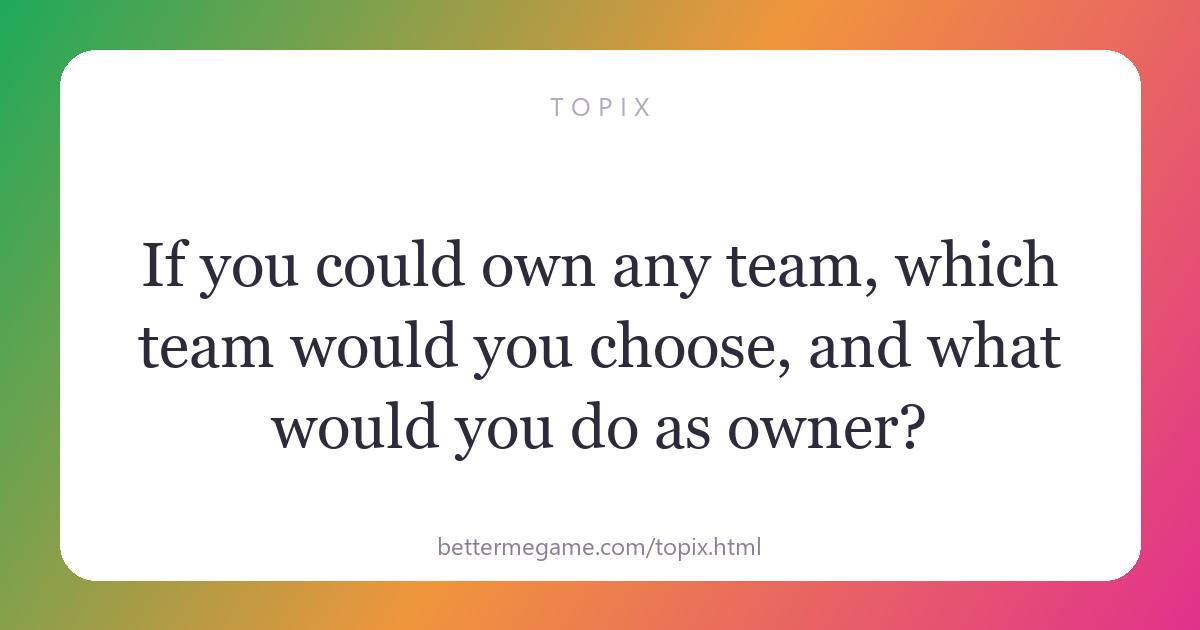 TOPIX
If you could own any team, which
team would you choose, and what
would you do as owner?
bettermegame.com/topix.html